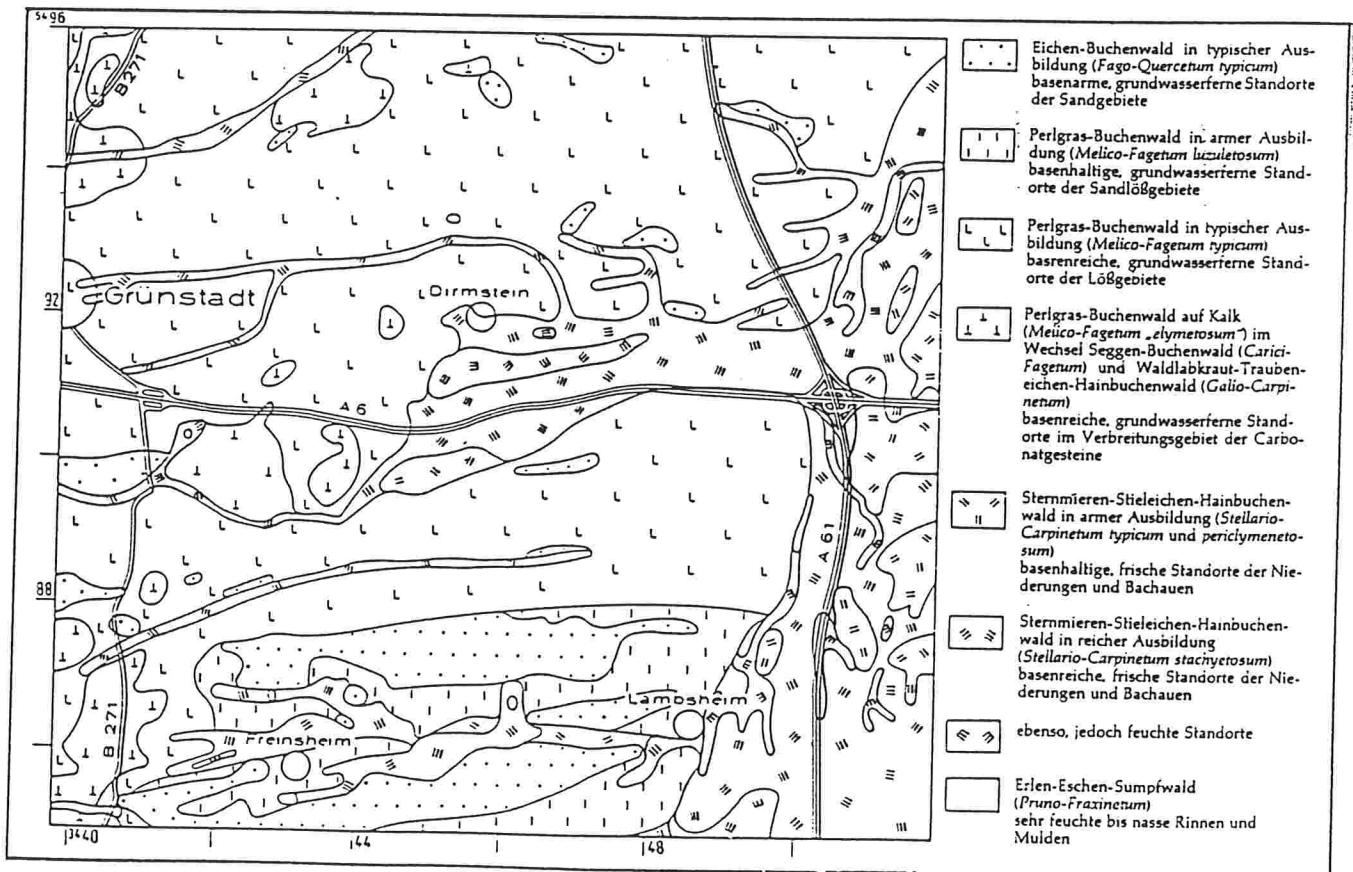 5496
B 271
Grünstadt
92
Dirmstein
A 6
A 61
88
B 271
Freinsheim
Lambsheim
3440
44
48
Eichen-Buchenwald in typischer Aus-
bildung (Fago-Quercetum typicum)
basenarme, grundwasserferne Standorte
der Sandgebiete
Perlgras-Buchenwald in armer Ausbil-
dung (Melico-Fagetum luzuletosum)
basenhaltige, grundwasserferne Stand-
orte der Sandlößgebiete
Perlgras-Buchenwald in typischer Aus-
bildung (Melico-Fagetum typicum)
basrenreiche, grundwasserferne Stand-
orte der Lößgebiete
Perlgras-Buchenwald auf Kalk
(Melico-Fagetum „elymetosum“) im
Wechsel Seggen-Buchenwald (Carici-
Fagetum) und Waldlabkraut-Trauben-
eichen-Hainbuchenwald (Galio-Carpi-
netum)
basenreiche, grundwasserferne Stand-
orte im Verbreitungsgebiet der Carbo-
natgesteine
Sternmieren-Stieleichen-Hainbuchen-
wald in armer Ausbildung (Stellario-
Carpinetum typicum und periclymeneto-
sum)
basenhaltige, frische Standorte der Nie-
derungen und Bachauen
Sternmieren-Stieleichen-Hainbuchen-
wald in reicher Ausbildung
(Stellario-Carpinetum stachyetosum)
basenreiche, frische Standorte der Nie-
derungen und Bachauen
ebenso, jedoch feuchte Standorte
Erlen-Eschen-Sumpfwald
(Pruno-Fraxinetum)
sehr feuchte bis nasse Rinnen und
Mulden